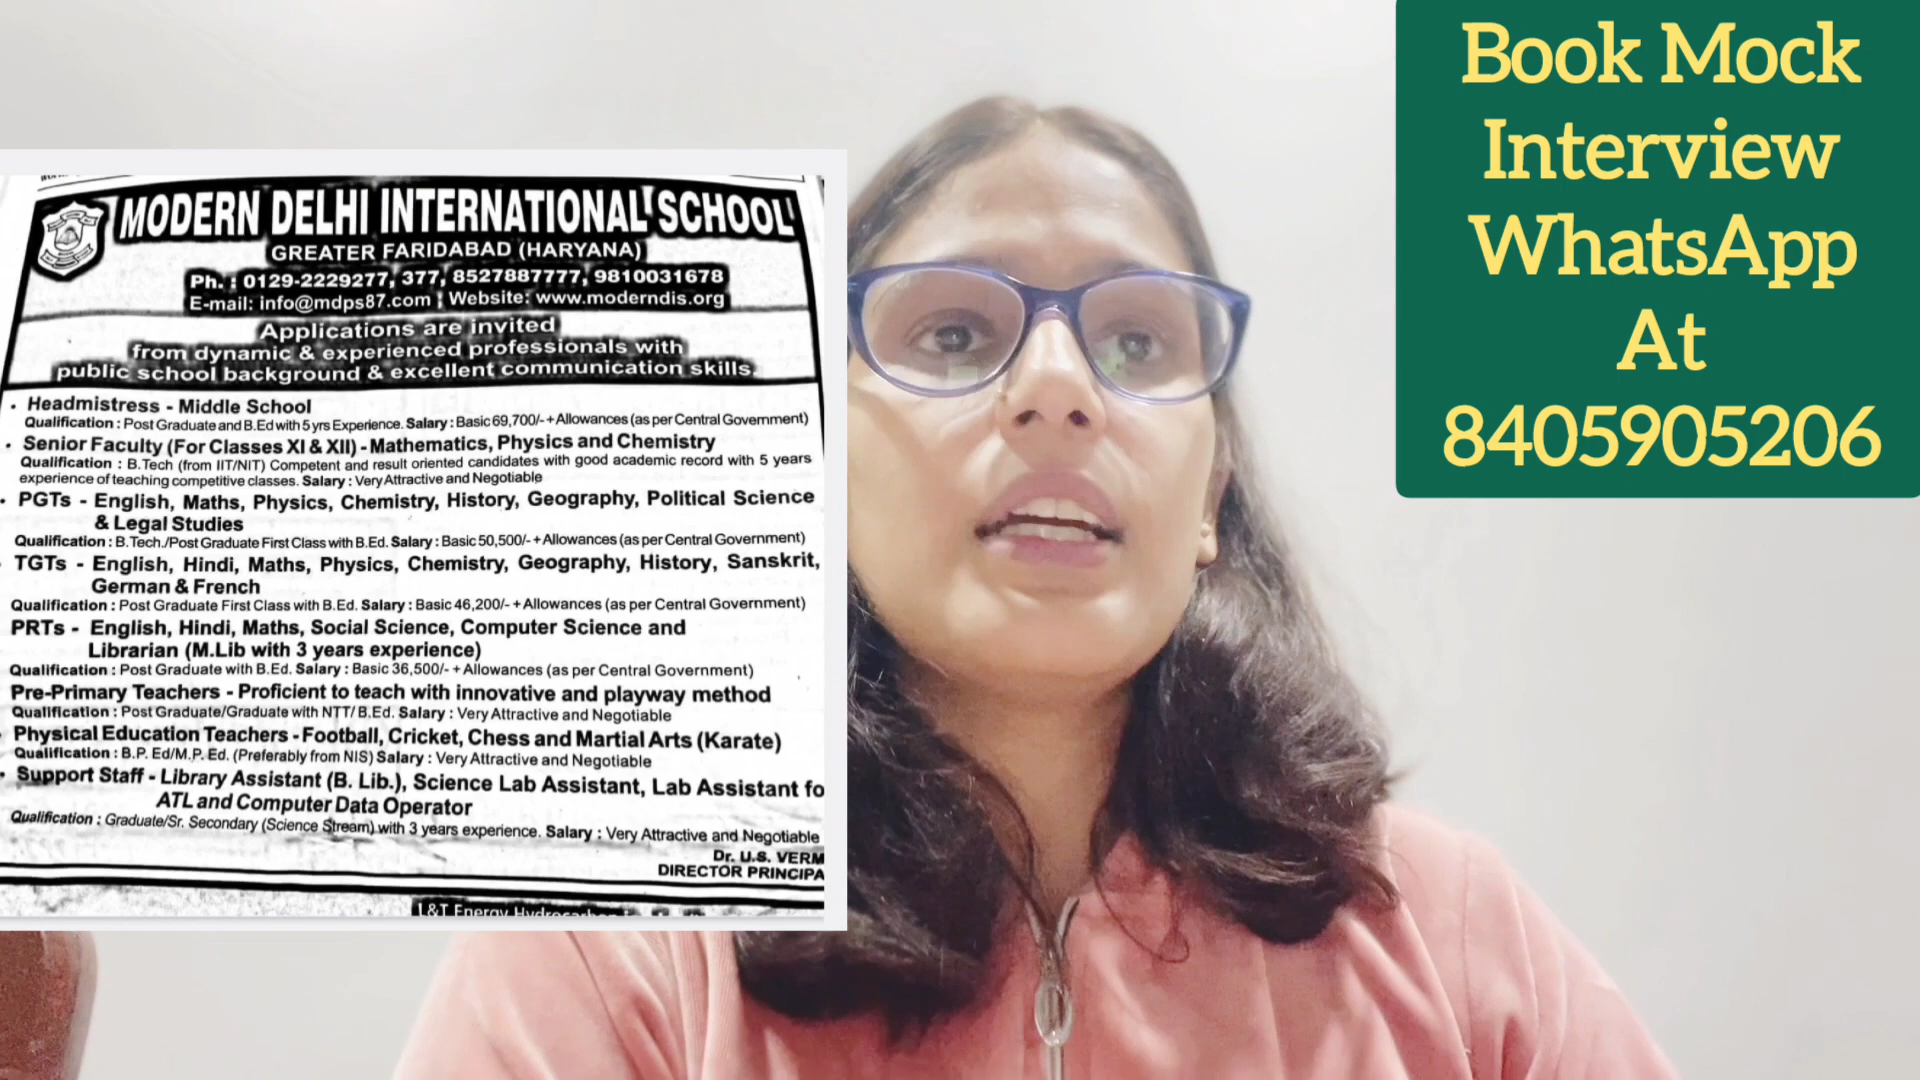 MODERN DELHI INTERNATIONAL SCHOOL
GREATER FARIDABAD (HARYANA)
Ph. : 0129-2229277, 377, 8527887777, 9810031678
E-mail: info@mdps87.com ; Website: www.moderndis.org
Applications are invited
from dynamic & experienced professionals with
public school background & excellent communication skills.
• Headmistress - Middle School
Qualification : Post Graduate and B.Ed with 5 yrs Experience. Salary : Basic 69,700/- + Allowances (as per Central Government)
• Senior Faculty (For Classes XI & XII) - Mathematics, Physics and Chemistry
Qualification : B.Tech (from IIT/NIT) Competent and result oriented candidates with good academic record with 5 years
experience of teaching competitive classes. Salary : Very Attractive and Negotiable
• PGTs - English, Maths, Physics, Chemistry, History, Geography, Political Science
& Legal Studies
Qualification : B. Tech./Post Graduate First Class with B.Ed. Salary : Basic 50,500/- + Allowances (as per Central Government)
TGTs - English, Hindi, Maths, Physics, Chemistry, Geography, History, Sanskrit,
German & French
Qualification : Post Graduate First Class with B.Ed. Salary : Basic 46,200/- + Allowances (as per Central Government)
PRTs - English, Hindi, Maths, Social Science, Computer Science and
Librarian (M.Lib with 3 years experience)
Qualification : Post Graduate with B.Ed. Salary : Basic 36,500/- + Allowances (as per Central Government)
Pre-Primary Teachers - Proficient to teach with innovative and playway method
Qualification : Post Graduate/Graduate with NTT/ B.Ed. Salary : Very Attractive and Negotiable
Physical Education Teachers - Football, Cricket, Chess and Martial Arts (Karate)
Qualification : B.P. Ed/M.P. Ed. (Preferably from NIS) Salary : Very Attractive and Negotiable
• Support Staff - Library Assistant (B. Lib.), Science Lab Assistant, Lab Assistant fo
ATL and Computer Data Operator
Qualification : Graduate/Sr. Secondary (Science Stream) with 3 years experience. Salary : Very Attractive and Negotiable
Dr. U.S. VERM
DIRECTOR PRINCIPA
L&T Energy
Book Mock
Interview
WhatsApp
At
8405905206